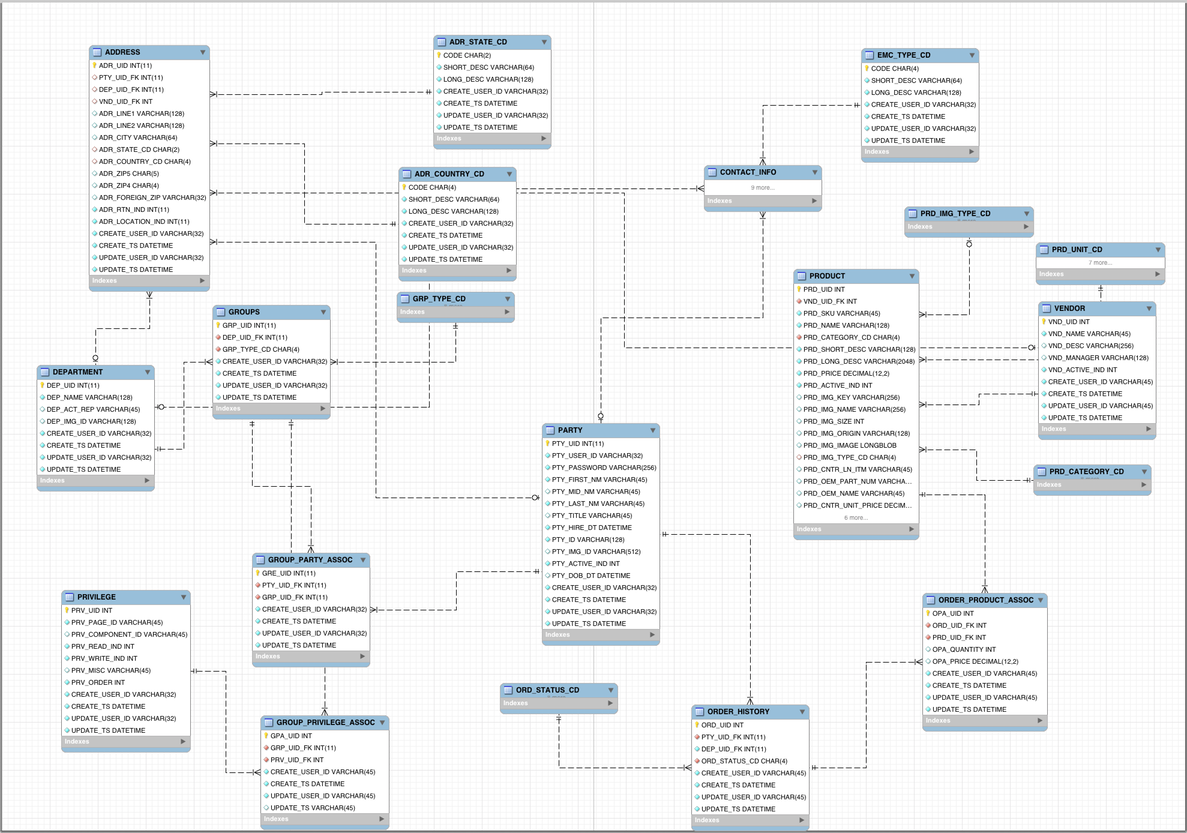 ADDRESS
ADR_UID INT(11)
PTY_UID_FK INT(11)
DEP_UID_FK INT(11)
VND_UID_FK INT
ADR_LINE1 VARCHAR(128)
ADR_LINE2 VARCHAR(128)
ADR_CITY VARCHAR(64)
ADR_STATE_CD CHAR(2)
ADR_COUNTRY_CD CHAR(4)
ADR_ZIP5 CHAR(5)
ADR_ZIP4 CHAR(4)
ADR_FOREIGN_ZIP VARCHAR(32)
ADR_RTN_IND INT(11)
ADR_LOCATION_IND INT(11)
CREATE_USER_ID VARCHAR(32)
CREATE_TS DATETIME
UPDATE_USER_ID VARCHAR(32)
UPDATE_TS DATETIME
Indexes
ADR_STATE_CD
CODE CHAR(2)
SHORT_DESC VARCHAR(64)
LONG_DESC VARCHAR(128)
CREATE_USER_ID VARCHAR(32)
CREATE_TS DATETIME
UPDATE_USER_ID VARCHAR(32)
UPDATE_TS DATETIME
Indexes
EMC_TYPE_CD
CODE CHAR(4)
SHORT_DESC VARCHAR(64)
LONG_DESC VARCHAR(128)
CREATE_USER_ID VARCHAR(32)
CREATE_TS DATETIME
UPDATE_USER_ID VARCHAR(32)
UPDATE_TS DATETIME
Indexes
ADR_COUNTRY_CD
CODE CHAR(4)
SHORT_DESC VARCHAR(64)
LONG_DESC VARCHAR(128)
CREATE_USER_ID VARCHAR(32)
CREATE_TS DATETIME
UPDATE_USER_ID VARCHAR(32)
UPDATE_TS DATETIME
Indexes
CONTACT_INFO
9 more...
Indexes
PRD_IMG_TYPE_CD
Indexes
PRD_UNIT_CD
7 more...
Indexes
GRP_TYPE_CD
Indexes
GROUPS
GRP_UID INT(11)
DEP_UID_FK INT(11)
GRP_TYPE_CD CHAR(4)
CREATE_USER_ID VARCHAR(32)
CREATE_TS DATETIME
UPDATE_USER_ID VARCHAR(32)
UPDATE_TS DATETIME
Indexes
PRODUCT
PRD_UID INT
VND_UID_FK INT
PRD_SKU VARCHAR(45)
PRD_NAME VARCHAR(128)
PRD_CATEGORY_CD CHAR(4)
PRD_SHORT_DESC VARCHAR(128)
PRD_LONG_DESC VARCHAR(2048)
PRD_PRICE DECIMAL(12,2)
PRD_ACTIVE_IND INT
PRD_IMG_KEY VARCHAR(256)
PRD_IMG_NAME VARCHAR(256)
PRD_IMG_SIZE INT
PRD_IMG_ORIGIN VARCHAR(128)
PRD_IMG_IMAGE LONGBLOB
PRD_IMG_TYPE_CD CHAR(4)
PRD_CNTR_LN_ITM VARCHAR(45)
PRD_OEM_PART_NUM VARCHA...
PRD_OEM_NAME VARCHAR(45)
PRD_CNTR_UNIT_PRICE DECIM...
6 more...
Indexes
VENDOR
VND_UID INT
VND_NAME VARCHAR(45)
VND_DESC VARCHAR(256)
VND_MANAGER VARCHAR(128)
VND_ACTIVE_IND INT
CREATE_USER_ID VARCHAR(45)
CREATE_TS DATETIME
UPDATE_USER_ID VARCHAR(45)
UPDATE_TS DATETIME
Indexes
DEPARTMENT
DEP_UID INT(11)
DEP_NAME VARCHAR(128)
DEP_ACT_REP VARCHAR(45)
DEP_IMG_ID VARCHAR(128)
CREATE_USER_ID VARCHAR(32)
CREATE_TS DATETIME
UPDATE_USER_ID VARCHAR(32)
UPDATE_TS DATETIME
Indexes
PARTY
PTY_UID INT(11)
PTY_USER_ID VARCHAR(32)
PTY_PASSWORD VARCHAR(256)
PTY_FIRST_NM VARCHAR(45)
PTY_MID_NM VARCHAR(45)
PTY_LAST_NM VARCHAR(45)
PTY_TITLE VARCHAR(45)
PTY_HIRE_DT DATETIME
PTY_ID VARCHAR(128)
PTY_IMG_ID VARCHAR(512)
PTY_ACTIVE_IND INT
PTY_DOB_DT DATETIME
CREATE_USER_ID VARCHAR(32)
CREATE_TS DATETIME
UPDATE_USER_ID VARCHAR(32)
UPDATE_TS DATETIME
Indexes
PRD_CATEGORY_CD
Indexes
GROUP_PARTY_ASSOC
GRE_UID INT(11)
PTY_UID_FK INT(11)
GRP_UID_FK INT(11)
CREATE_USER_ID VARCHAR(32)
CREATE_TS DATETIME
UPDATE_USER_ID VARCHAR(32)
UPDATE_TS DATETIME
Indexes
PRIVILEGE
PRV_UID INT
PRV_PAGE_ID VARCHAR(45)
PRV_COMPONENT_ID VARCHAR(45)
PRV_READ_IND INT
PRV_WRITE_IND INT
PRV_MISC VARCHAR(45)
PRV_ORDER INT
CREATE_USER_ID VARCHAR(32)
CREATE_TS DATETIME
UPDATE_USER_ID VARCHAR(32)
UPDATE_TS DATETIME
Indexes
ORDER_PRODUCT_ASSOC
OPA_UID INT
ORD_UID_FK INT
PRD_UID_FK INT
OPA_QUANTITY INT
OPA_PRICE DECIMAL(12,2)
CREATE_USER_ID VARCHAR(45)
CREATE_TS DATETIME
UPDATE_USER_ID VARCHAR(45)
UPDATE_TS DATETIME
Indexes
ORD_STATUS_CD
Indexes
GROUP_PRIVILEGE_ASSOC
GPA_UID INT
GRP_UID_FK INT(11)
PRV_UID_FK INT
CREATE_USER_ID VARCHAR(45)
CREATE_TS DATETIME
UPDATE_USER_ID VARCHAR(45)
UPDATE_TS VARCHAR(45)
Indexes
ORDER_HISTORY
ORD_UID INT
PTY_UID_FK INT(11)
DEP_UID_FK INT(11)
ORD_STATUS_CD CHAR(4)
CREATE_USER_ID VARCHAR(45)
CREATE_TS DATETIME
UPDATE_USER_ID VARCHAR(45)
UPDATE_TS DATETIME
Indexes